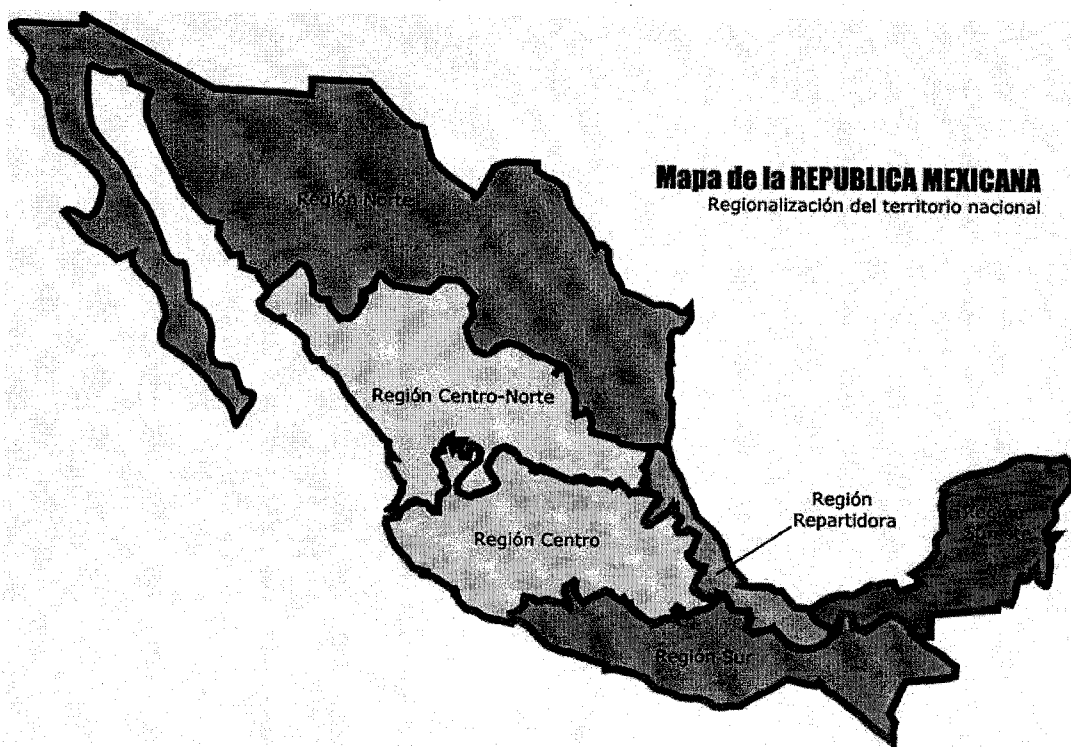 Mapa de la REPUBLICA MEXICANA
Regionalización del territorio nacional
Región Norte
Región Centro-Norte
Región
Repartidora
Región Centro
Región Sur
Región